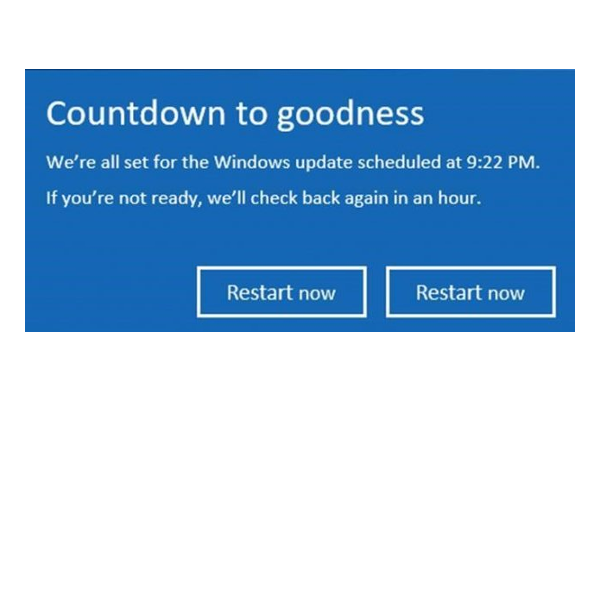 Countdown to goodness
We're all set for the Windows update scheduled at 9:22 PM.
If you're not ready, we'll check back again in an hour.
Restart now Restart now